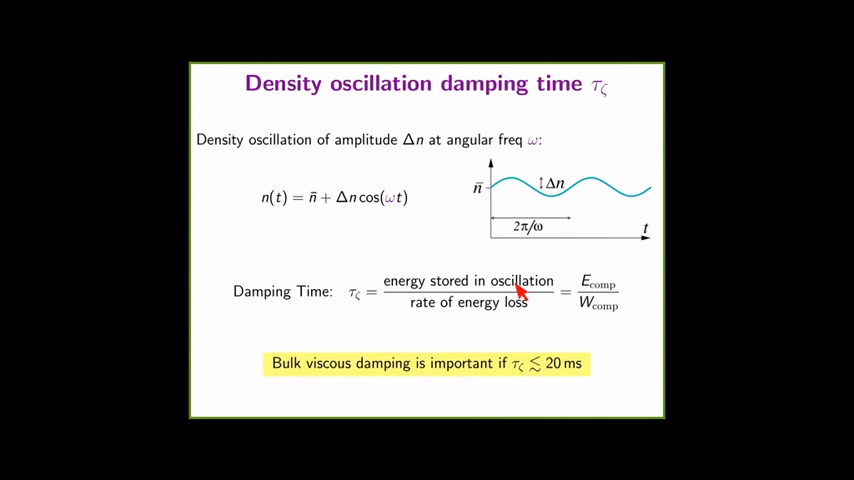 Density oscillation damping time τ_ζ
Density oscillation of amplitude Δn at angular freq ω:
n(t) = n̄ + Δn cos(ωt)
n̄
Δn
2π/ω
t
Damping Time: τ_ζ = energy stored in oscillation / rate of energy loss = E_comp / W_comp
Bulk viscous damping is important if τ_ζ ≲ 20 ms